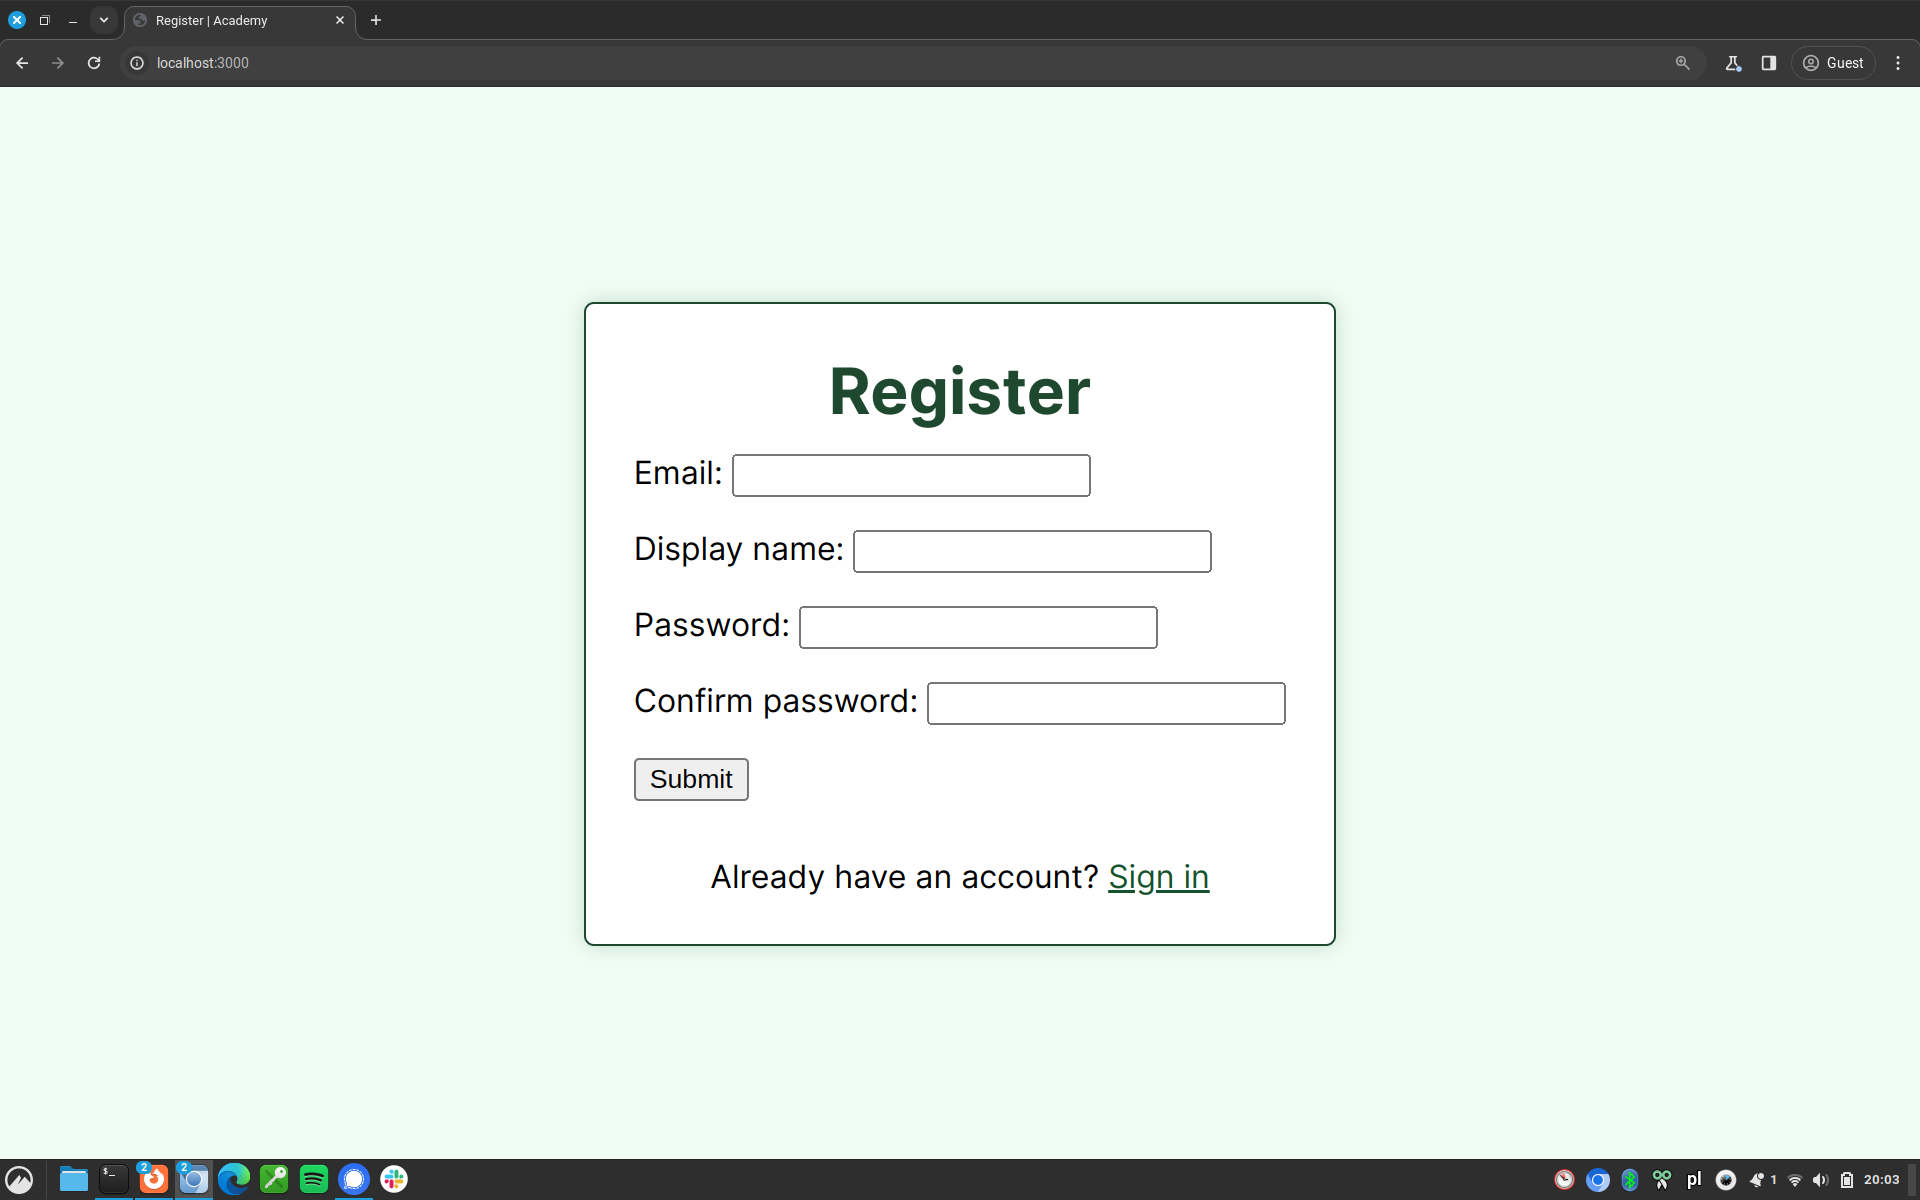 Register | Academy
localhost:3000
Guest
Register
Email:
Display name:
Password:
Confirm password:
Submit
Already have an account? Sign in
$_
2
2
pl
1
20:03